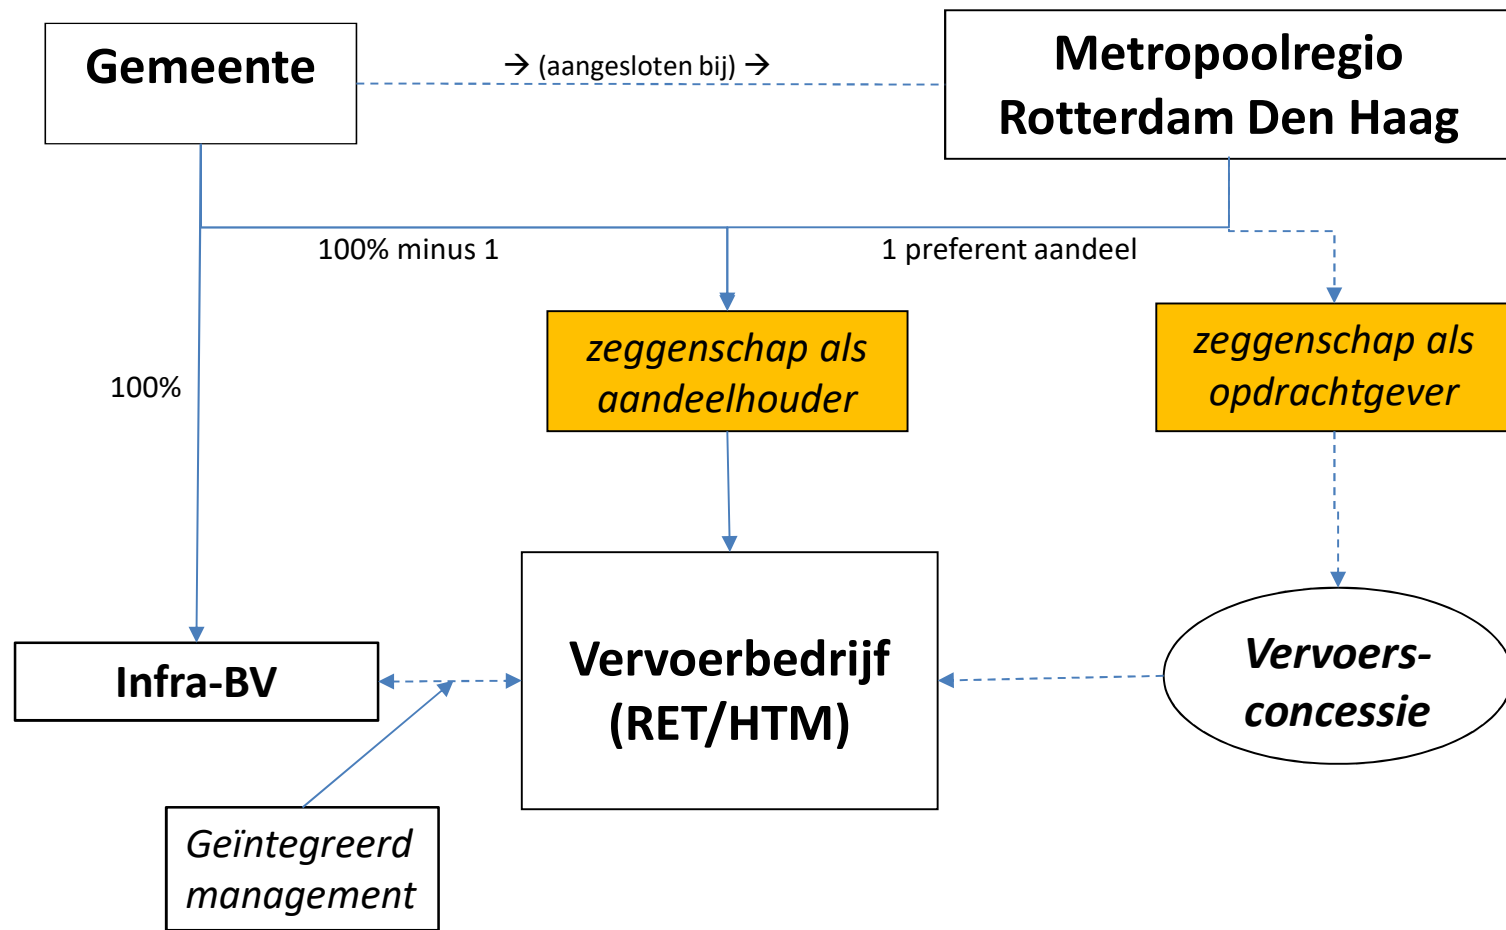 Gemeente
→ (aangesloten bij) →
Metropoolregio
Rotterdam Den Haag
100% minus 1
1 preferent aandeel
zeggenschap als
aandeelhouder
zeggenschap als
opdrachtgever
100%
Infra-BV
Vervoerbedrijf
(RET/HTM)
Vervoers-
concessie
Geïntegreerd
management